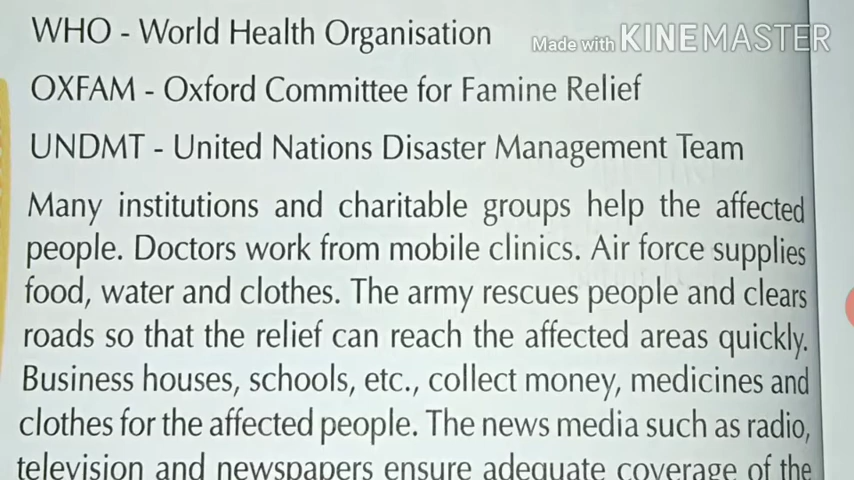 WHO - World Health Organisation
Made with KINEMASTER
OXFAM - Oxford Committee for Famine Relief
UNDMT - United Nations Disaster Management Team
Many institutions and charitable groups help the affected
people. Doctors work from mobile clinics. Air force supplies
food, water and clothes. The army rescues people and clears
roads so that the relief can reach the affected areas quickly.
Business houses, schools, etc., collect money, medicines and
clothes for the affected people. The news media such as radio,
television and newspapers ensure adequate coverage of the